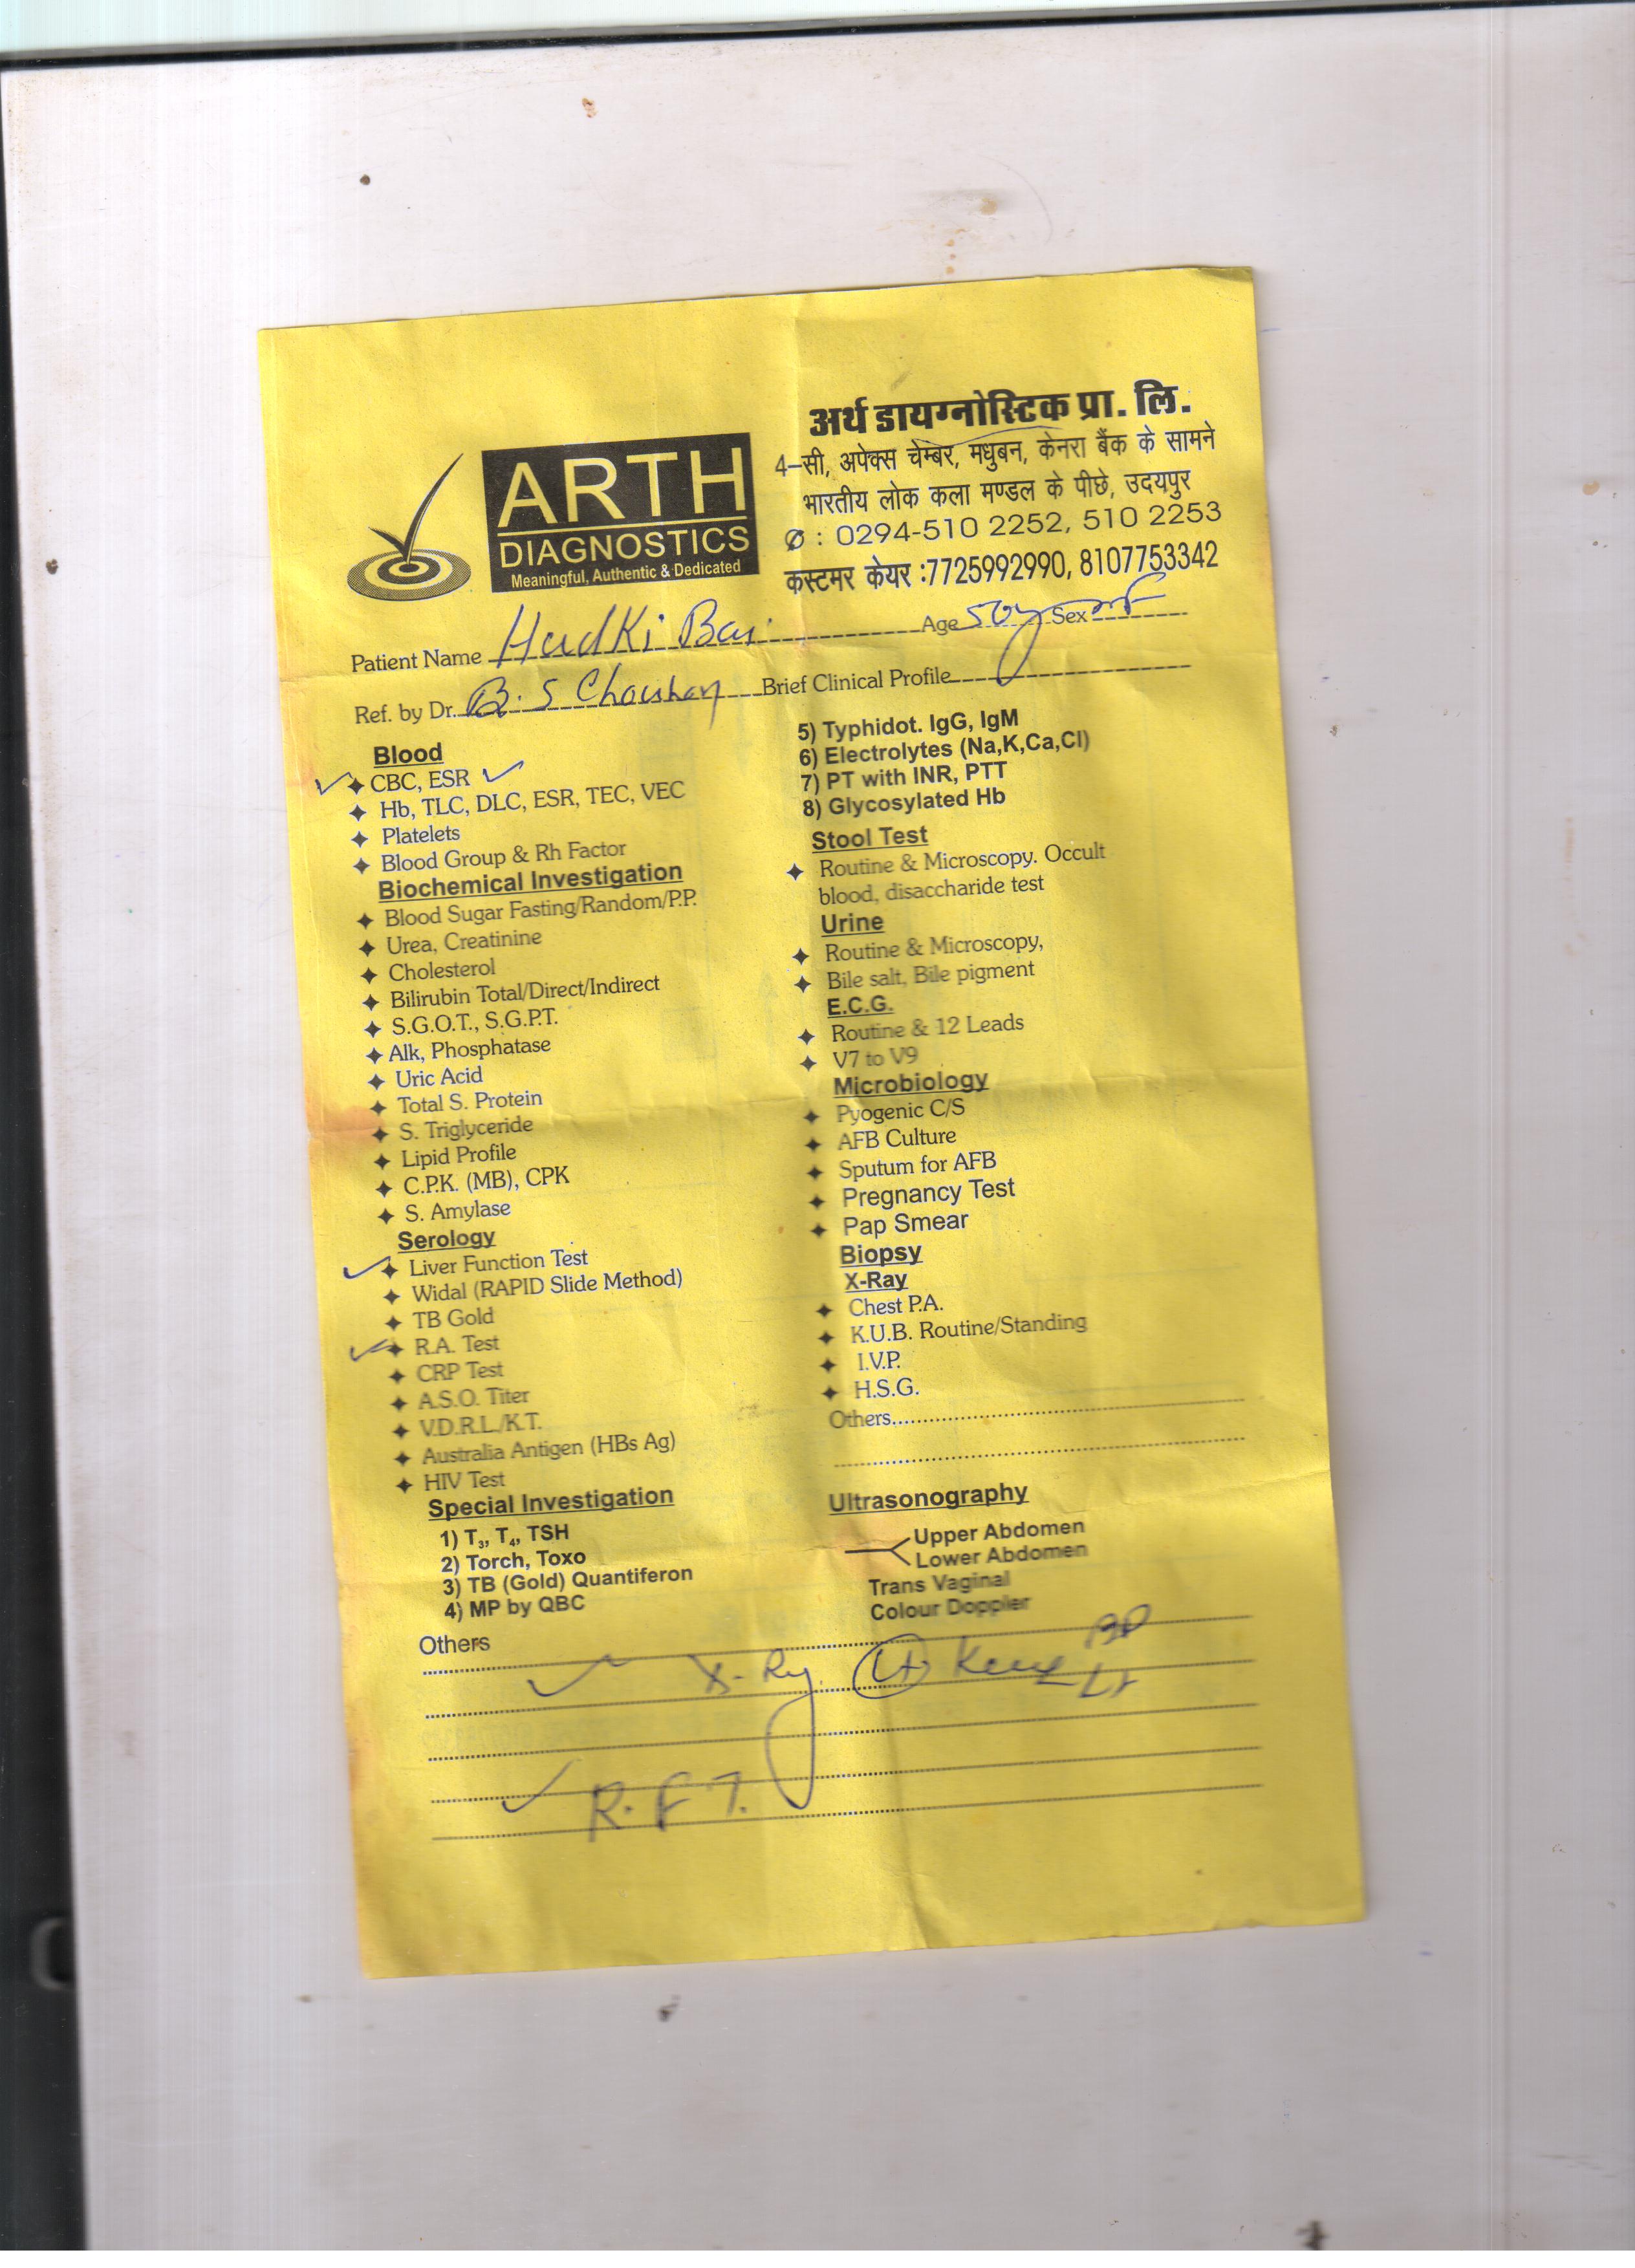 अर्थ डायग्नोस्टिक प्रा. लि.
4-सी, अपेक्स चेम्बर, मधुबन, केनरा बैंक के सामने
भारतीय लोक कला मण्डल के पीछे, उदयपुर
✆ : 0294-510 2252, 510 2253
कस्टमर केयर :7725992990, 8107753342
ARTH
DIAGNOSTICS
Meaningful, Authentic & Dedicated
Patient Name HudKi Bai Age 50y Sex F
Ref. by Dr. B. S Chouhan Brief Clinical Profile
Blood
CBC, ESR
Hb, TLC, DLC, ESR, TEC, VEC
Platelets
Blood Group & Rh Factor
Biochemical Investigation
Blood Sugar Fasting/Random/P.P.
Urea, Creatinine
Cholesterol
Bilirubin Total/Direct/Indirect
S.G.O.T., S.G.P.T.
Alk, Phosphatase
Uric Acid
Total S. Protein
S. Triglyceride
Lipid Profile
C.P.K. (MB), CPK
S. Amylase
Serology
Liver Function Test
Widal (RAPID Slide Method)
TB Gold
R.A. Test
CRP Test
A.S.O. Titer
V.D.R.L./K.T.
Australia Antigen (HBs Ag)
HIV Test
Special Investigation
1) T3, T4, TSH
2) Torch, Toxo
3) TB (Gold) Quantiferon
4) MP by QBC
5) Typhidot. IgG, IgM
6) Electrolytes (Na,K,Ca,Cl)
7) PT with INR, PTT
8) Glycosylated Hb
Stool Test
Routine & Microscopy. Occult
blood, disaccharide test
Urine
Routine & Microscopy,
Bile salt, Bile pigment
E.C.G.
Routine & 12 Leads
V7 to V9
Microbiology
Pyogenic C/S
AFB Culture
Sputum for AFB
Pregnancy Test
Pap Smear
Biopsy
X-Ray
Chest P.A.
K.U.B. Routine/Standing
I.V.P.
H.S.G.
Others
Ultrasonography
Upper Abdomen
Lower Abdomen
Trans Vaginal
Colour Doppler
Others
X-Ray
R.F.T.